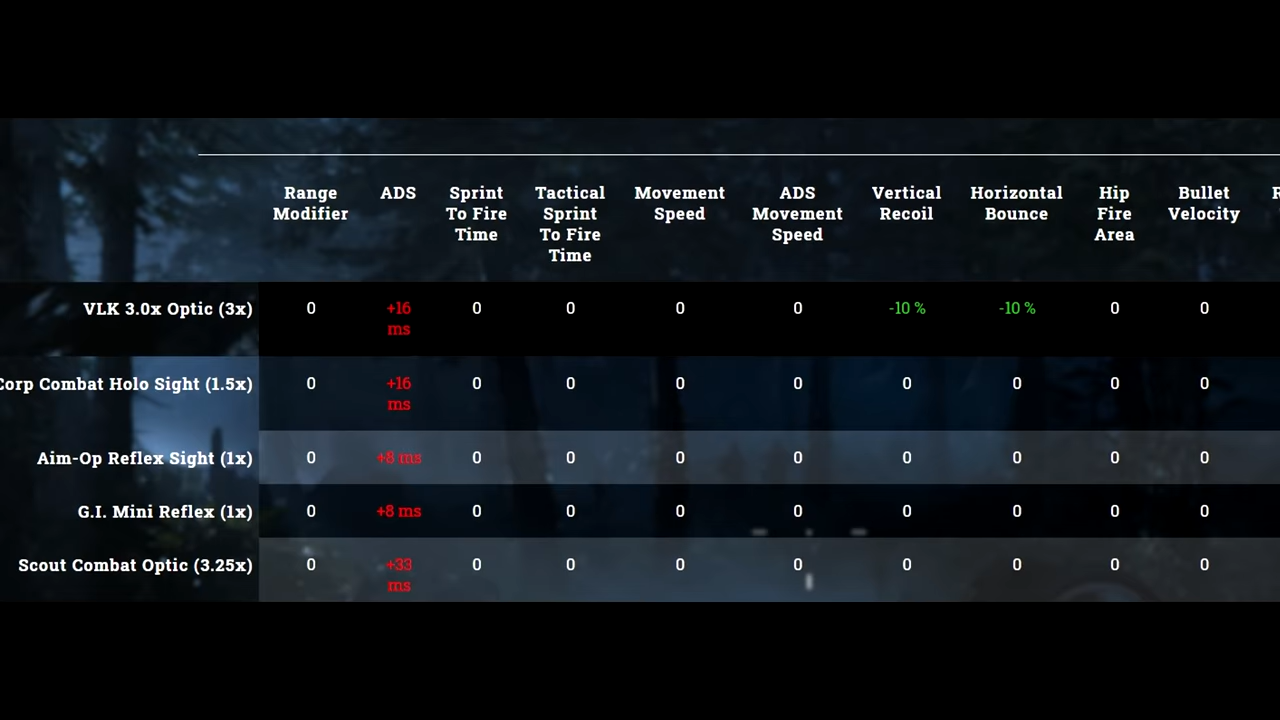 Range ADS Sprint Tactical Movement ADS Vertical Horizontal Hip Bullet R
Modifier To Fire Sprint Speed Movement Recoil Bounce Fire Velocity
Time To Fire Speed Area
Time
VLK 3.0x Optic (3x) 0 +16 0 0 0 0 -10 % -10 % 0 0
ms
Corp Combat Holo Sight (1.5x) 0 +16 0 0 0 0 0 0 0 0
ms
Aim-Op Reflex Sight (1x) 0 +8 ms 0 0 0 0 0 0 0 0
G.I. Mini Reflex (1x) 0 +8 ms 0 0 0 0 0 0 0 0
Scout Combat Optic (3.25x) 0 +33 0 0 0 0 0 0 0 0
ms